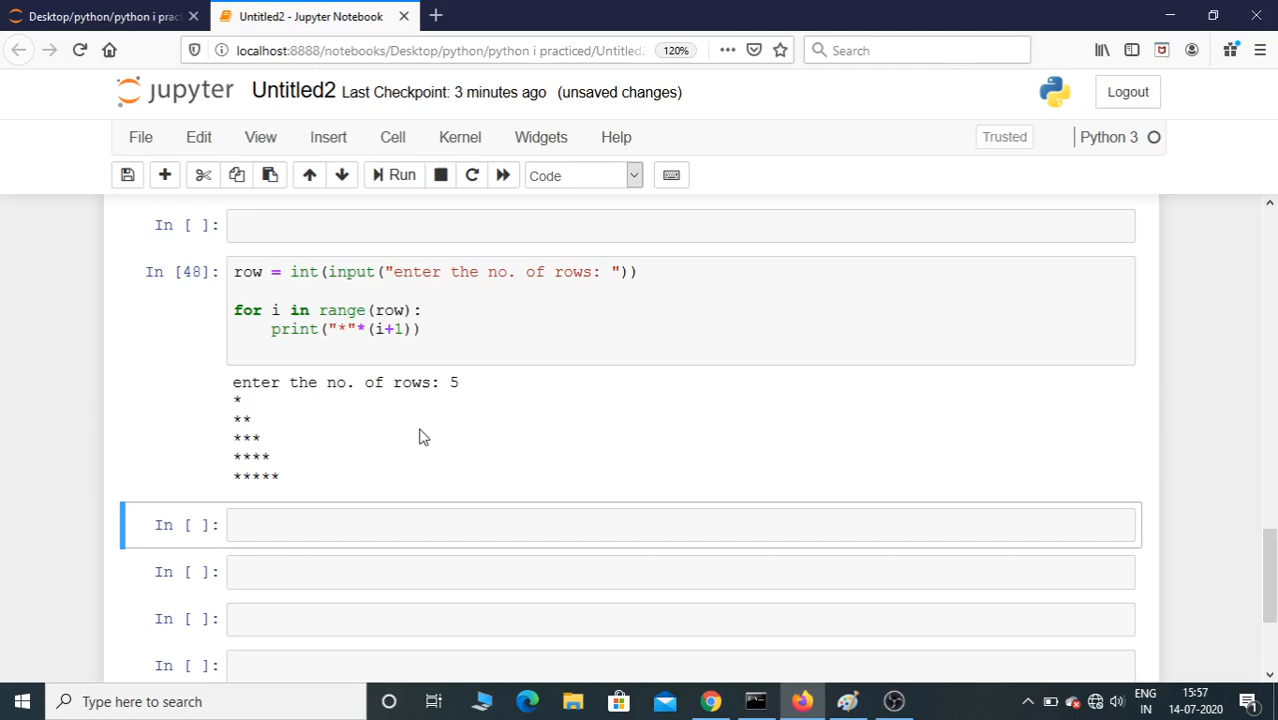 Desktop/python/python i prac
Untitled2 - Jupyter Notebook
localhost:8888/notebooks/Desktop/python/python i practiced/Untitled2
120%
Search
jupyter Untitled2 Last Checkpoint: 3 minutes ago (unsaved changes)
Logout
File Edit View Insert Cell Kernel Widgets Help
Trusted
Python 3
Run
Code
In [ ]:
In [48]: row = int(input("enter the no. of rows: "))
for i in range(row):
print("*"*(i+1))
enter the no. of rows: 5
*
**
***
****
*****
In [ ]:
In [ ]:
In [ ]:
In [ ]:
Type here to search
ENG
IN
15:57
14-07-2020
1